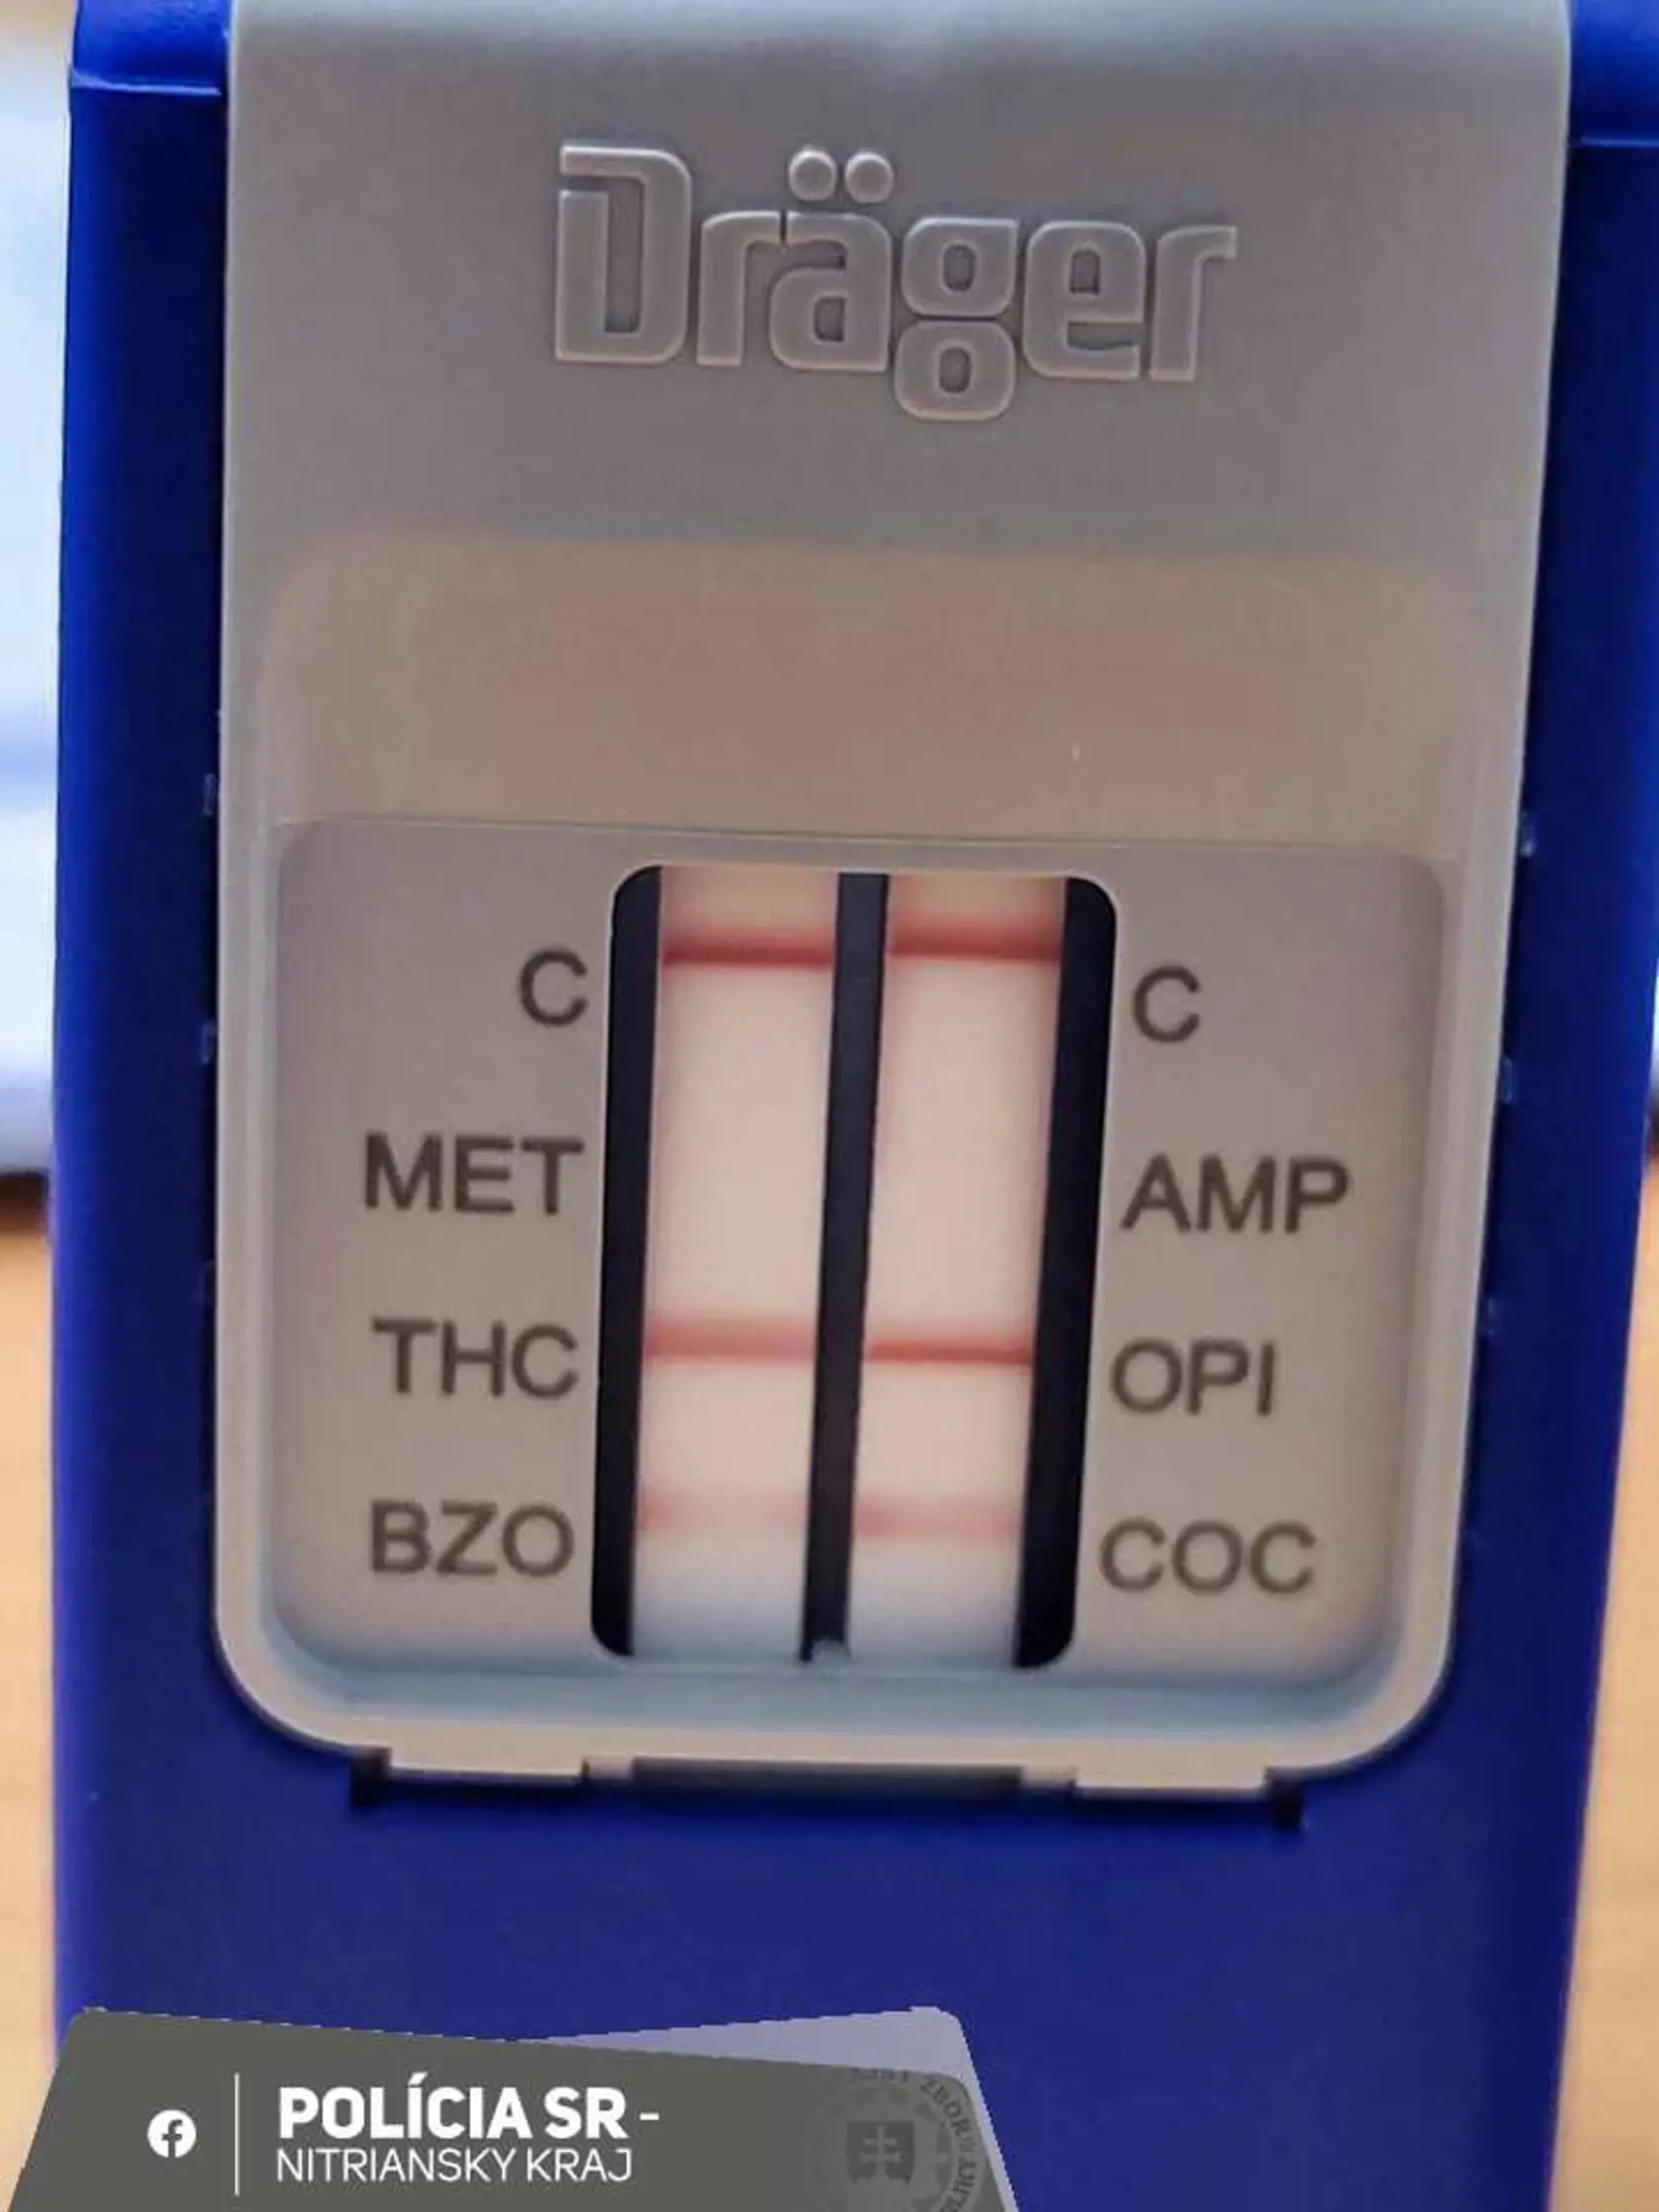 Dräger
C C
MET AMP
THC OPI
BZO COC
POLÍCIA SR -
NITRIANSKY KRAJ